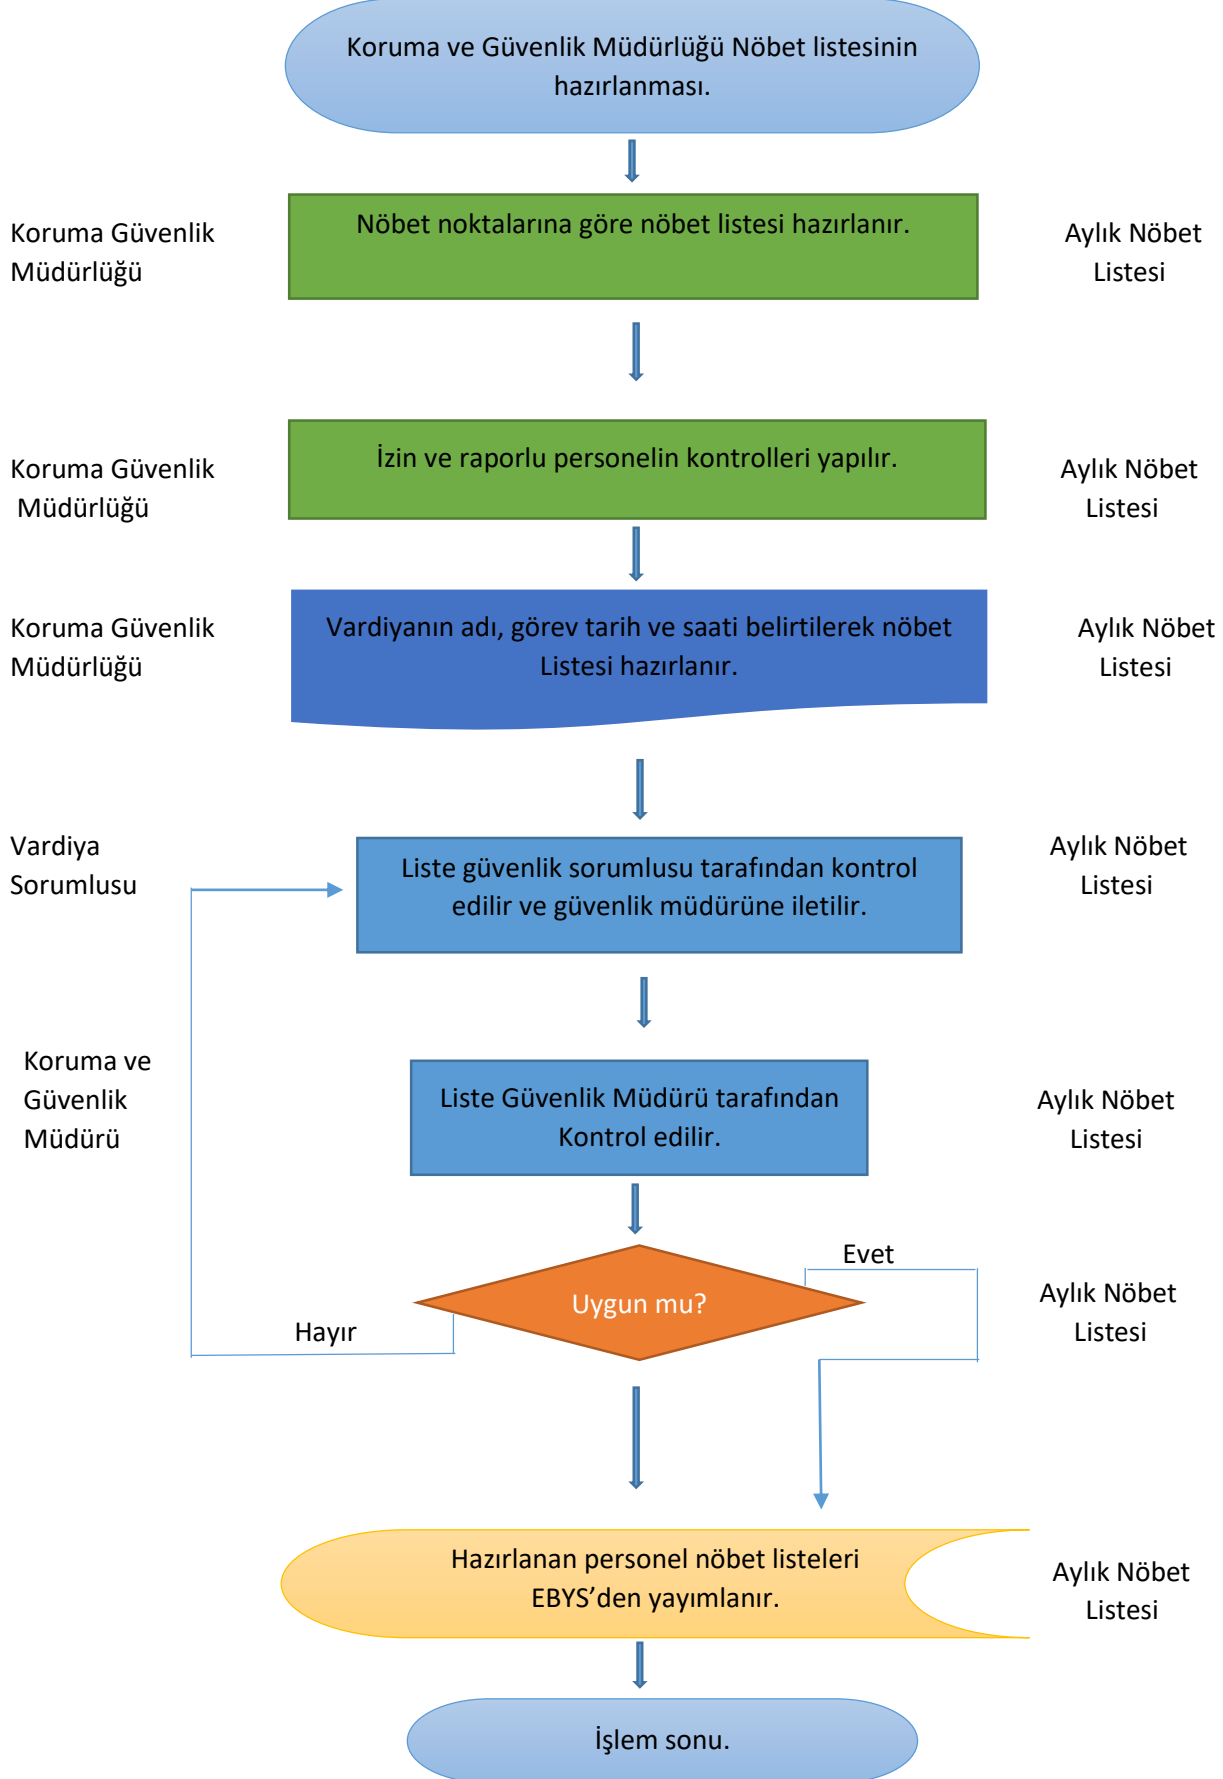 Koruma ve Güvenlik Müdürlüğü Nöbet listesinin
hazırlanması.
Koruma Güvenlik
Müdürlüğü
Nöbet noktalarına göre nöbet listesi hazırlanır.
Aylık Nöbet
Listesi
Koruma Güvenlik
Müdürlüğü
İzin ve raporlu personelin kontrolleri yapılır.
Aylık Nöbet
Listesi
Koruma Güvenlik
Müdürlüğü
Vardiyanın adı, görev tarih ve saati belirtilerek nöbet
Listesi hazırlanır.
Aylık Nöbet
Listesi
Vardiya
Sorumlusu
Liste güvenlik sorumlusu tarafından kontrol
edilir ve güvenlik müdürüne iletilir.
Aylık Nöbet
Listesi
Koruma ve
Güvenlik
Müdürü
Liste Güvenlik Müdürü tarafından
Kontrol edilir.
Aylık Nöbet
Listesi
Evet
Uygun mu?
Hayır
Aylık Nöbet
Listesi
Hazırlanan personel nöbet listeleri
EBYS’den yayımlanır.
Aylık Nöbet
Listesi
İşlem sonu.